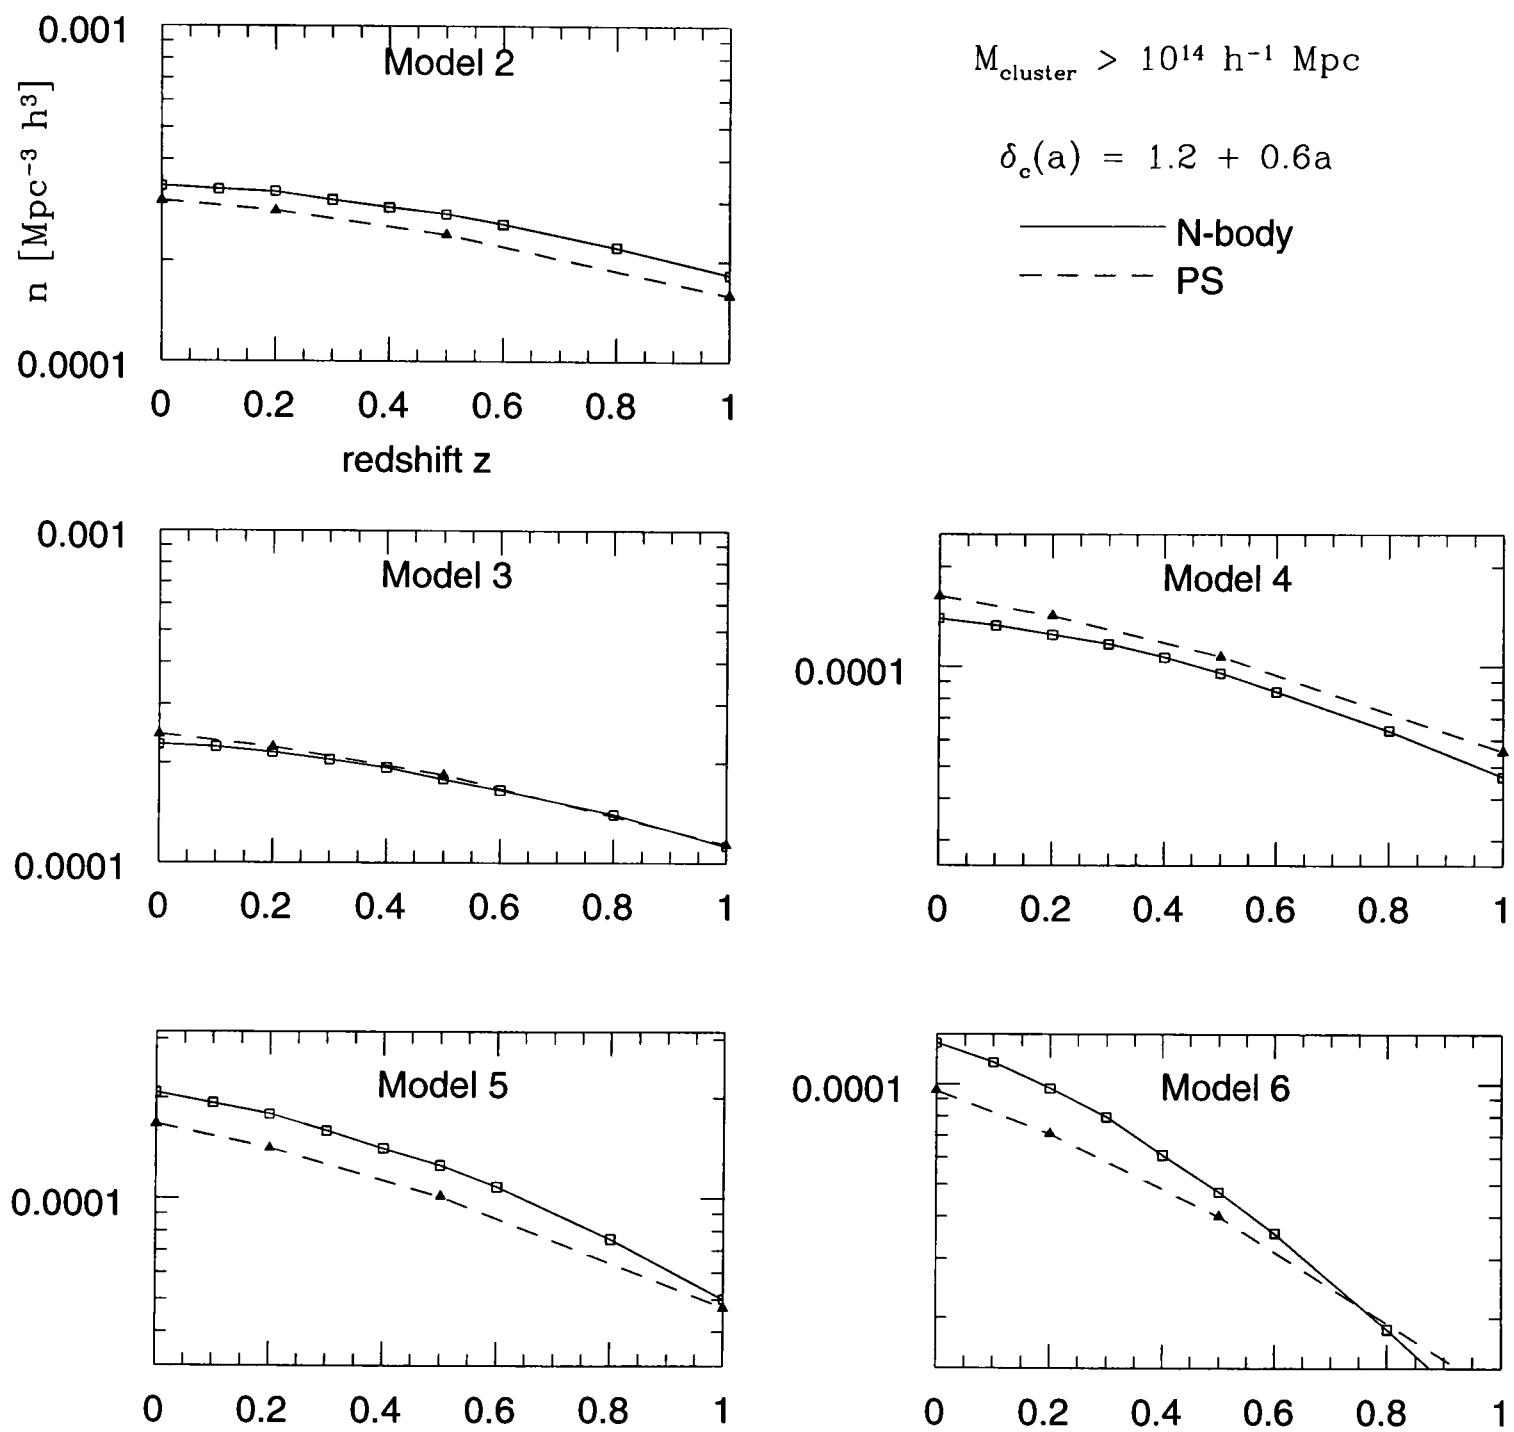 0.001
Model 2
n [Mpc⁻³ h³]
0.0001
0 0.2 0.4 0.6 0.8 1
redshift z
M_cluster > 10¹⁴ h⁻¹ Mpc
δ_c(a) = 1.2 + 0.6a
N-body
PS
0.001
Model 3
0.0001
0 0.2 0.4 0.6 0.8 1
Model 4
0.0001
0 0.2 0.4 0.6 0.8 1
Model 5
0.0001
0 0.2 0.4 0.6 0.8 1
Model 6
0.0001
0 0.2 0.4 0.6 0.8 1